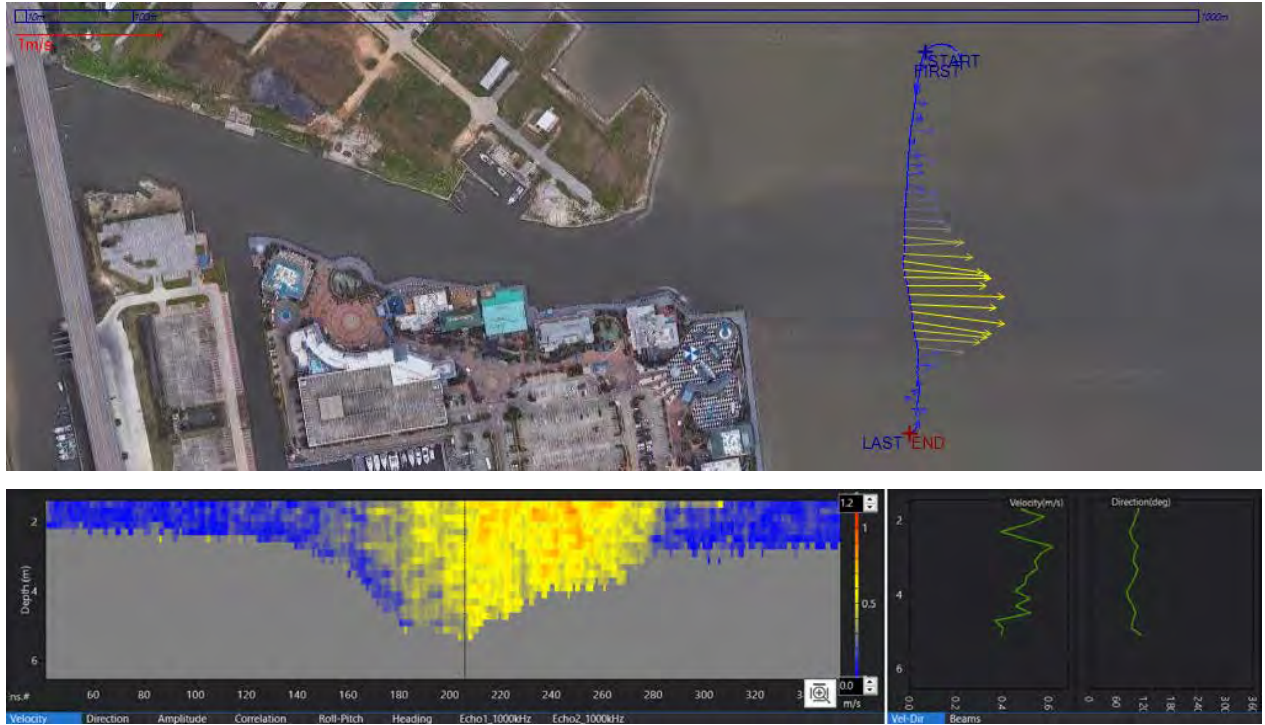 10m 100m 1000m
1m/s
START
FIRST
LAST END
Depth (m)
2
4
6
60 80 100 120 140 160 180 200 220 240 260 280 300 320
1.2
1
0.5
0.0
m/s
Velocity(m/s) Direction(deg)
2
4
6
0.0 0.2 0.4 0.6 0 60 120 180 240 300
Velocity Direction Amplitude Correlation Roll-Pitch Heading Echo1_1000kHz Echo2_1000kHz
Vel-Dir Beams